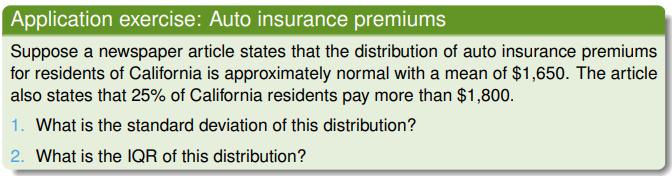 Application exercise: Auto insurance premiums
Suppose a newspaper article states that the distribution of auto insurance premiums
for residents of California is approximately normal with a mean of $1,650. The article
also states that 25% of California residents pay more than $1,800.
1. What is the standard deviation of this distribution?
2. What is the IQR of this distribution?